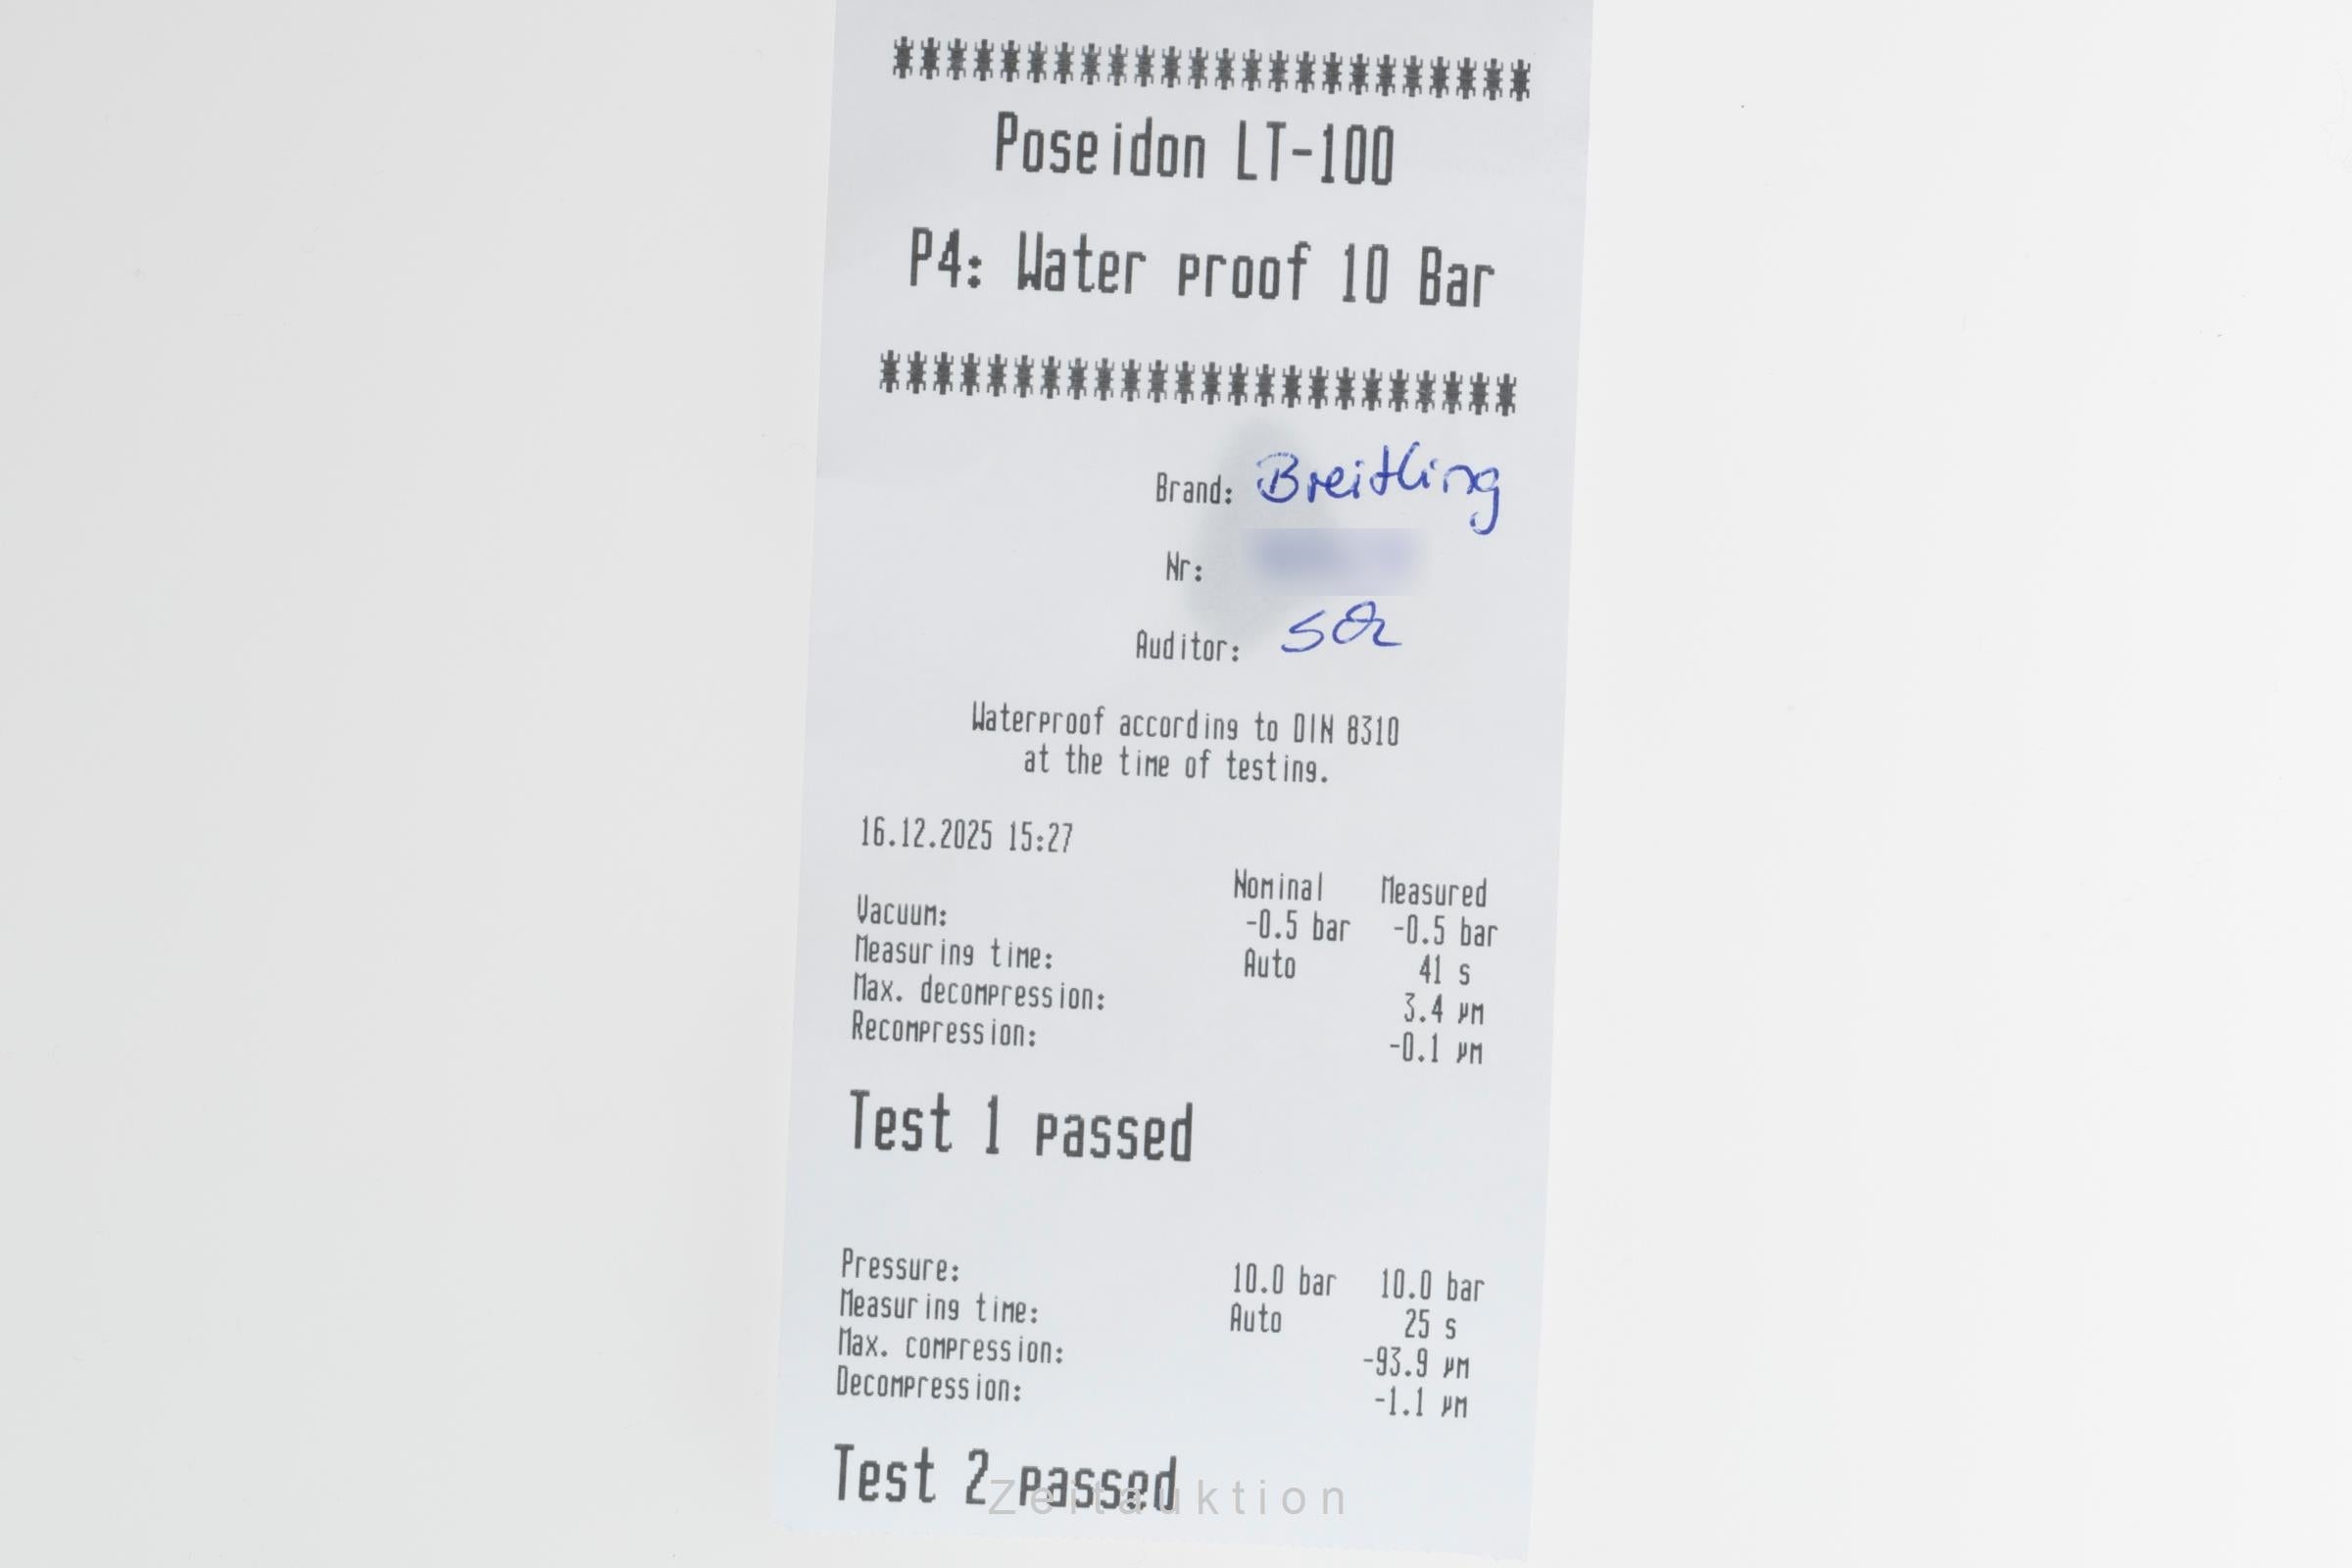 ************************
Poseidon LT-100
P4: Water proof 10 Bar
************************
Brand: Breitling
Nr:
Auditor:
Waterproof according to DIN 8310
at the time of testing.
16.12.2025 15:27
Nominal Measured
Vacuum: -0.5 bar -0.5 bar
Measuring time: Auto 41 s
Max. decompression: 3.4 µm
Recompression: -0.1 µm
Test 1 passed
Pressure: 10.0 bar 10.0 bar
Measuring time: Auto 25 s
Max. compression: -93.9 µm
Decompression: -1.1 µm
Test 2 passed
Zeitauktion